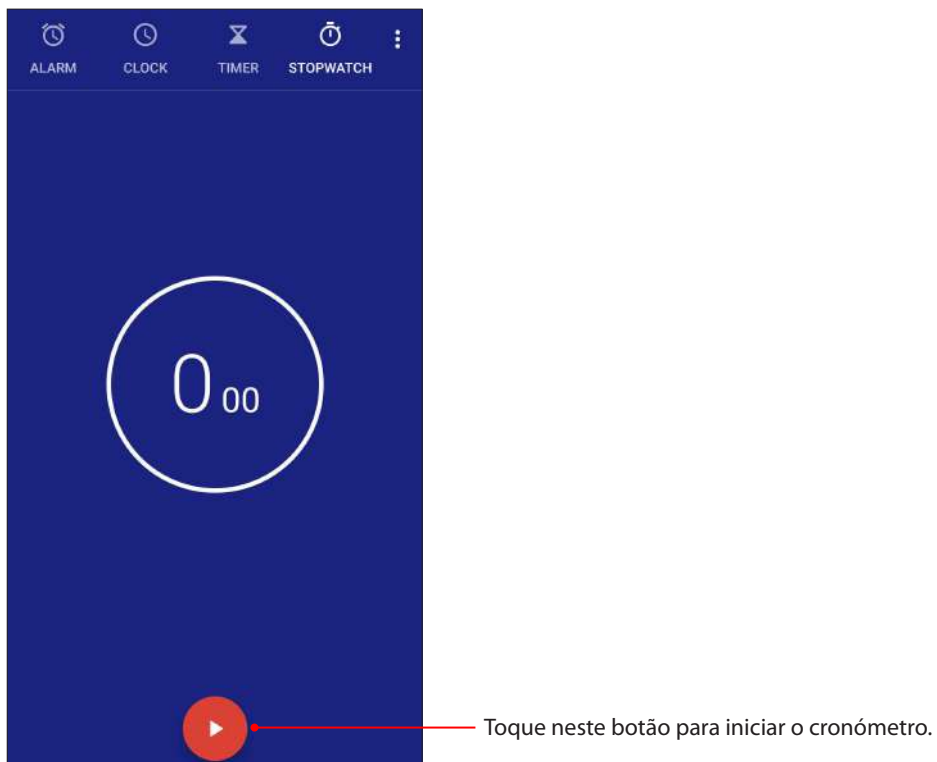 ALARM CLOCK TIMER STOPWATCH
0 00
Toque neste botão para iniciar o cronómetro.